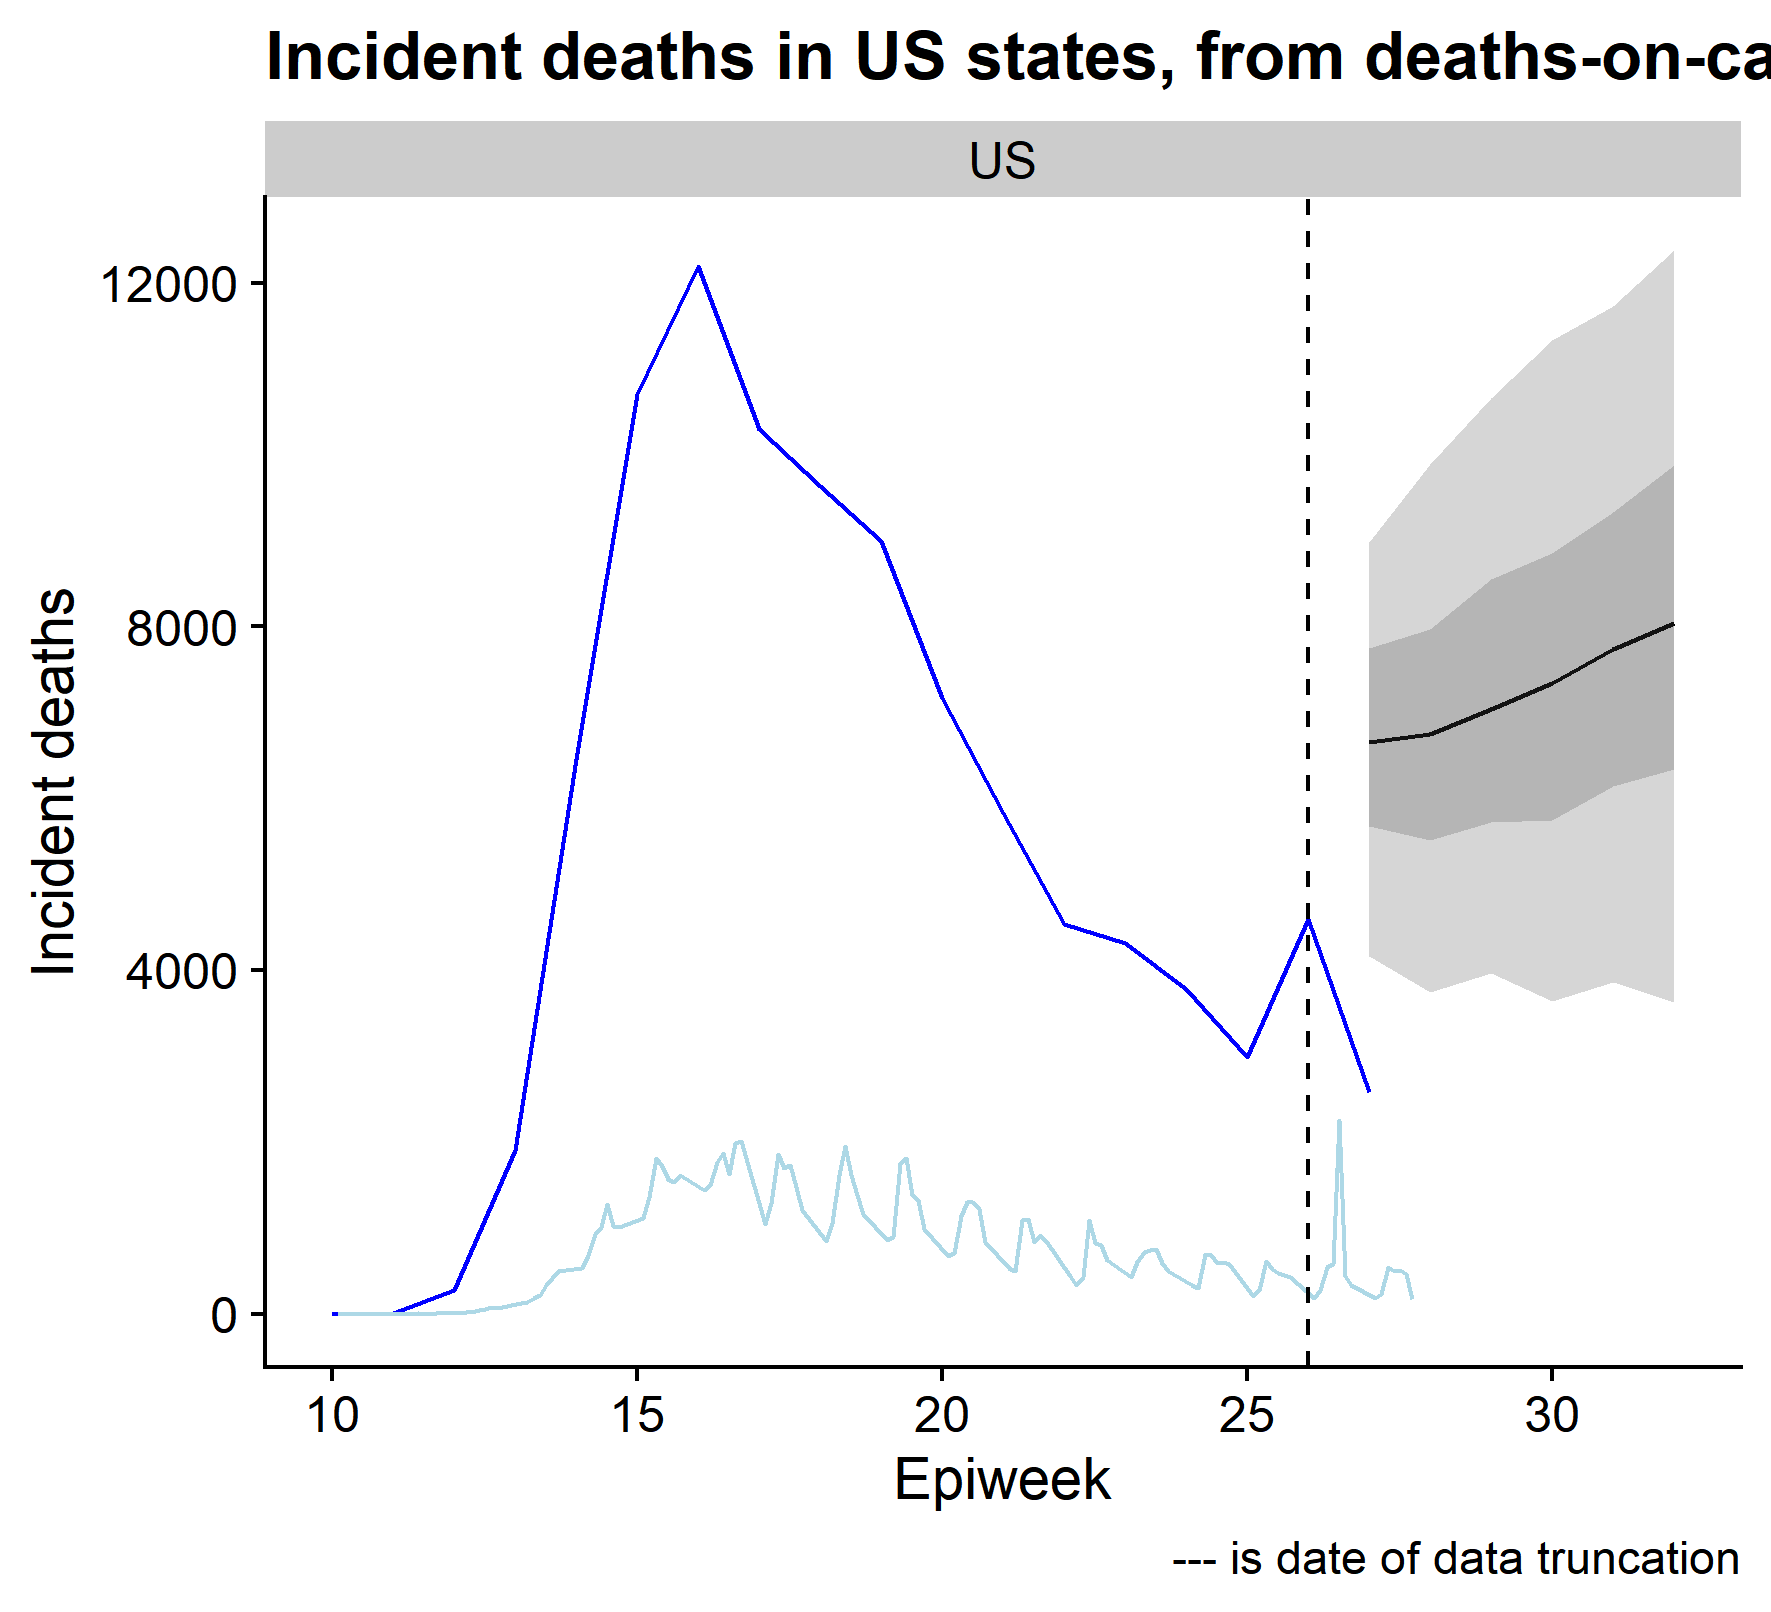 Incident deaths in US states, from deaths-on-ca
US
12000
8000
4000
0
Incident deaths
10 15 20 25 30
Epiweek
--- is date of data truncation